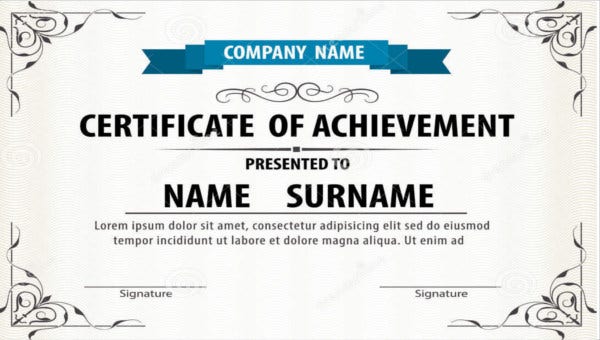 COMPANY NAME
CERTIFICATE OF ACHIEVEMENT
PRESENTED TO
NAME SURNAME
Lorem ipsum dolor sit amet, consectetur adipisicing elit, sed do eiusmod
tempor incididunt ut labore et dolore magna aliqua. Ut enim ad
Signature Signature